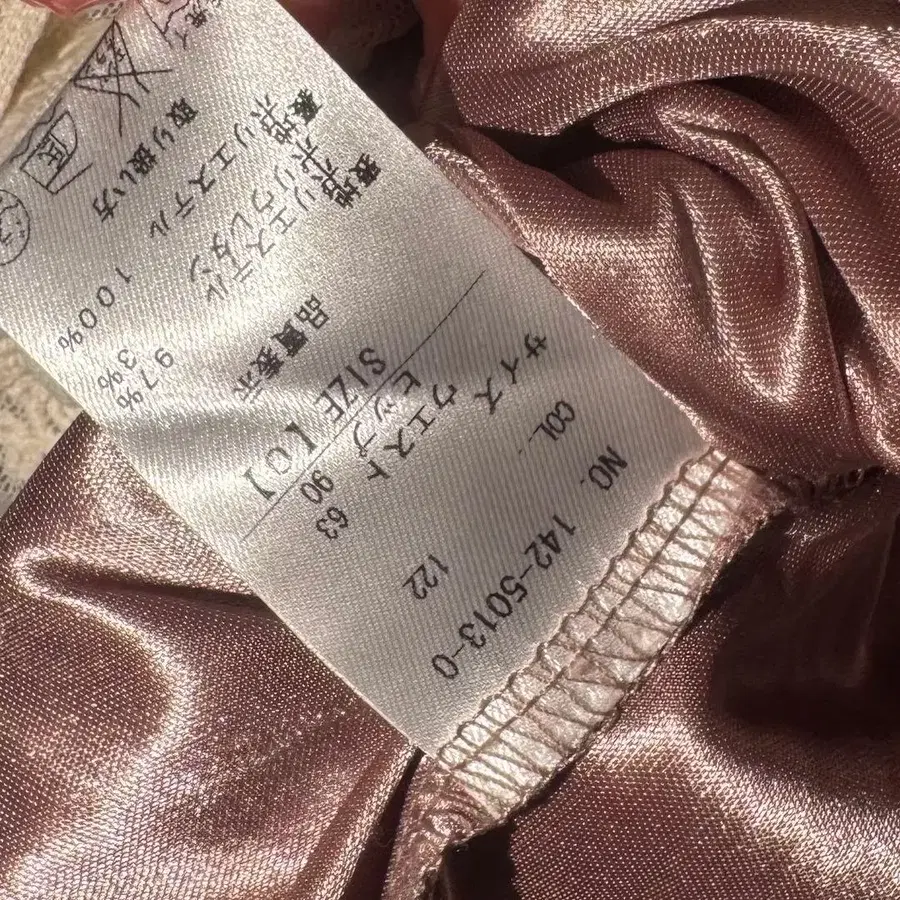 NO. 142-5013-0
COL. 122
サイズ
ウエスト 63
ヒップ 90
SIZE [0]
品質表示
表地 ポリエステル 97%
ポリウレタン 3%
裏地 ポリエステル 100%
取り扱い方